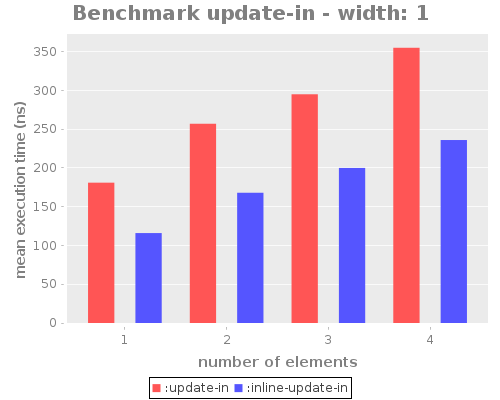 Benchmark update-in - width: 1
mean execution time (ns)
350
300
250
200
150
100
50
0
1 2 3 4
number of elements
:update-in :inline-update-in